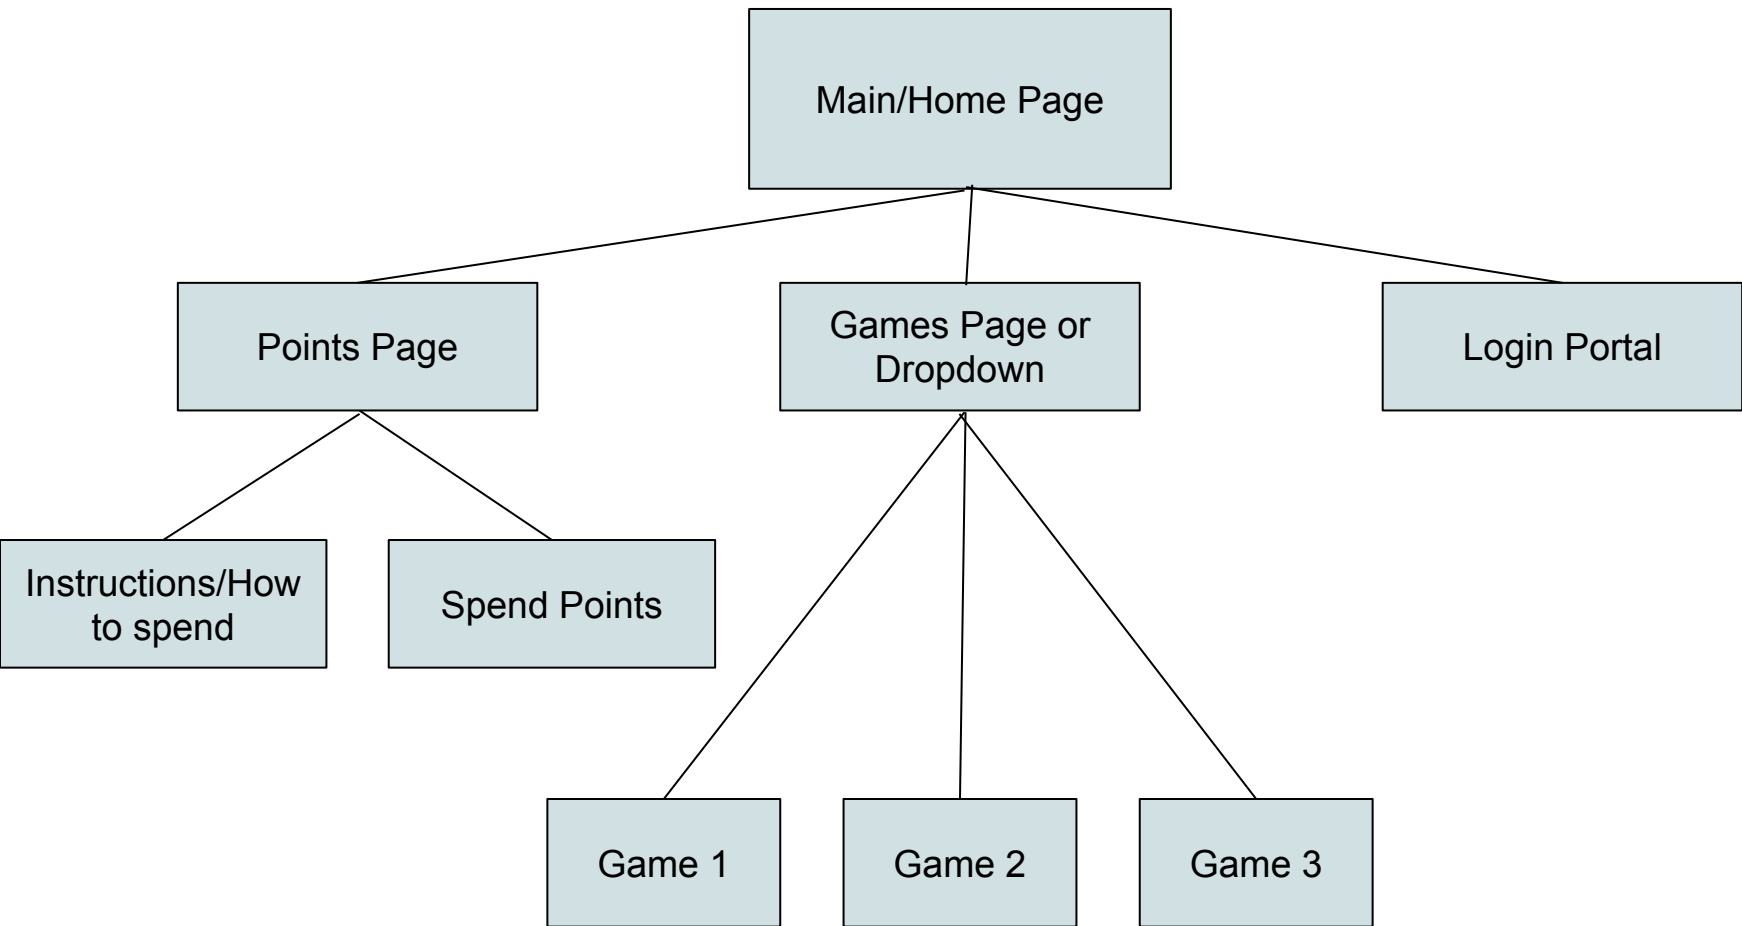 Main/Home Page
Points Page
Games Page or
Dropdown
Login Portal
Instructions/How
to spend
Spend Points
Game 1
Game 2
Game 3